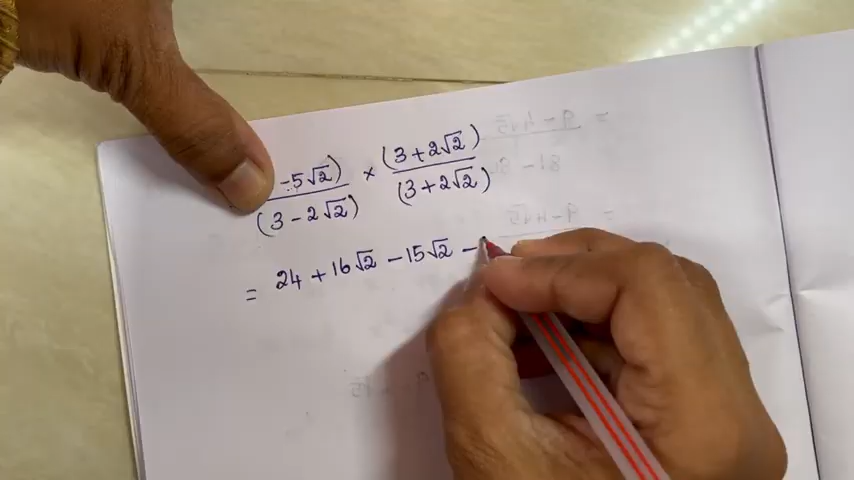 -5√2) × (3 + 2√2)
(3 - 2√2) (3 + 2√2)
= 24 + 16√2 - 15√2 -